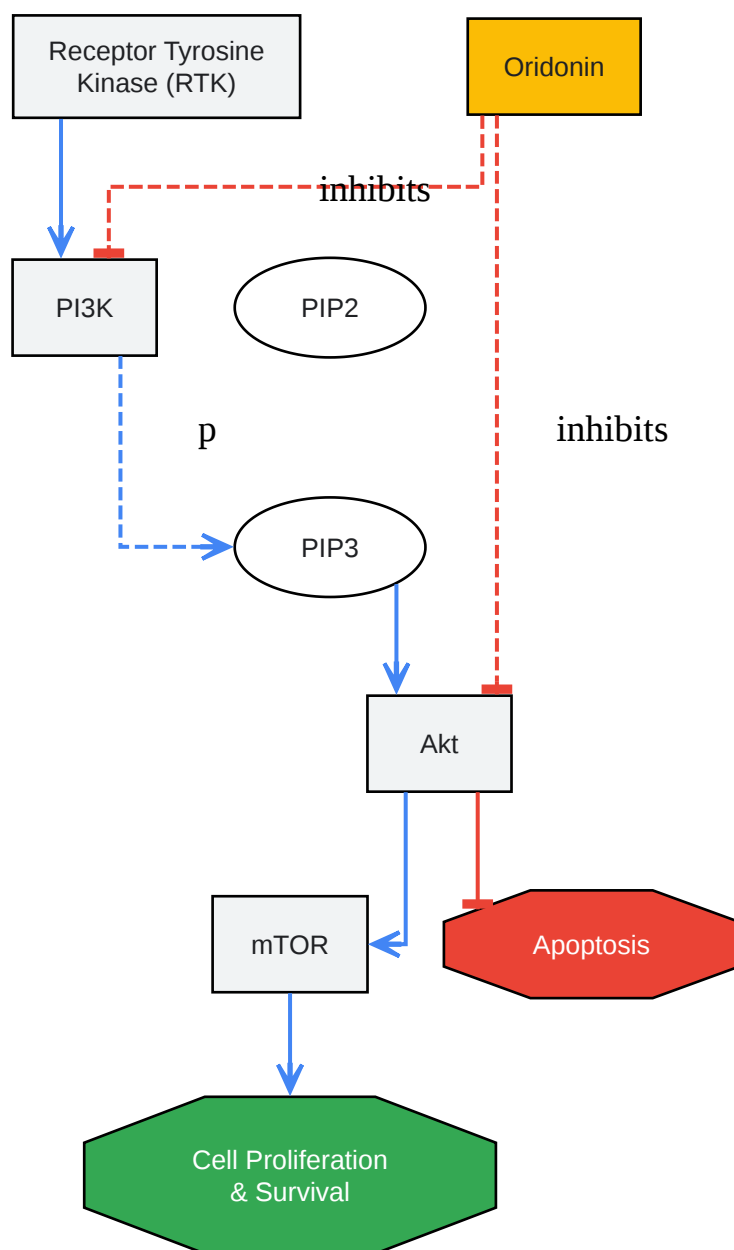 Receptor Tyrosine
Kinase (RTK)
Oridonin
inhibits
PI3K
PIP2
p
inhibits
PIP3
Akt
mTOR
Apoptosis
Cell Proliferation
& Survival